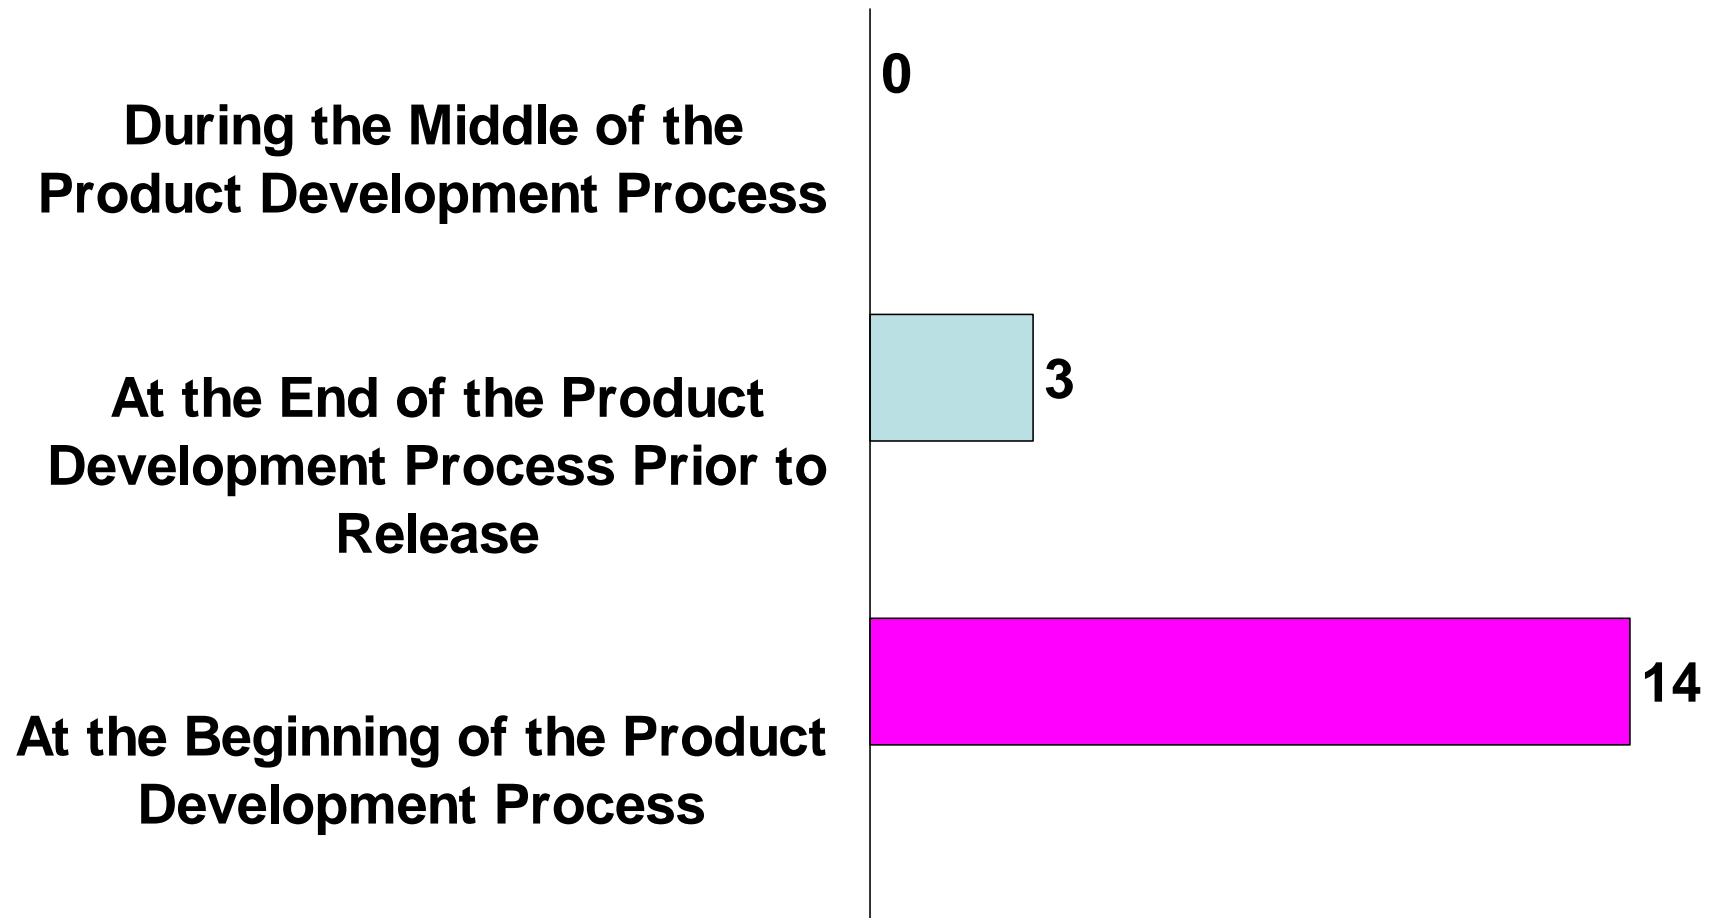 0
During the Middle of the
Product Development Process
3
At the End of the Product
Development Process Prior to
Release
14
At the Beginning of the Product
Development Process